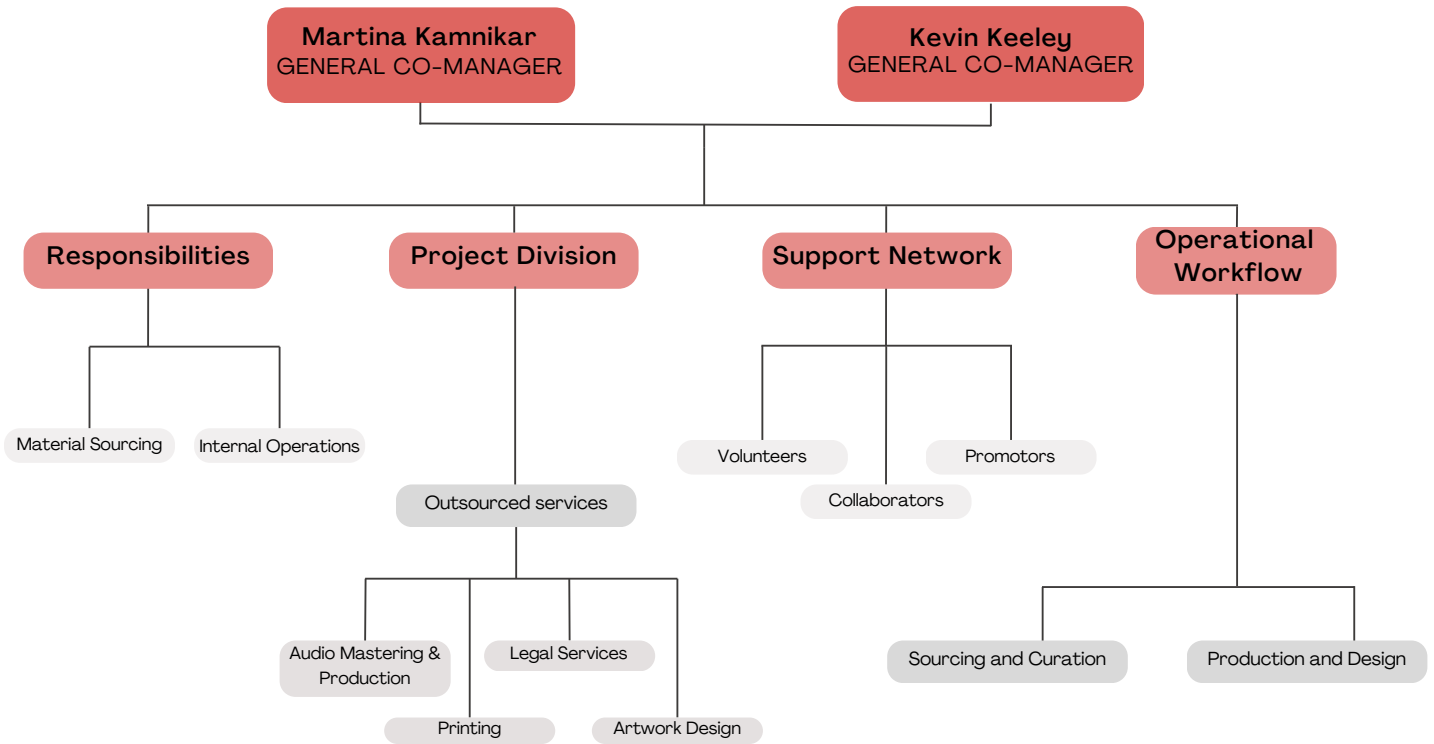 Martina Kamnikar
GENERAL CO-MANAGER
Kevin Keeley
GENERAL CO-MANAGER
Responsibilities
Project Division
Support Network
Operational
Workflow
Material Sourcing
Internal Operations
Volunteers
Promotors
Collaborators
Outsourced services
Audio Mastering &
Production
Legal Services
Printing
Artwork Design
Sourcing and Curation
Production and Design